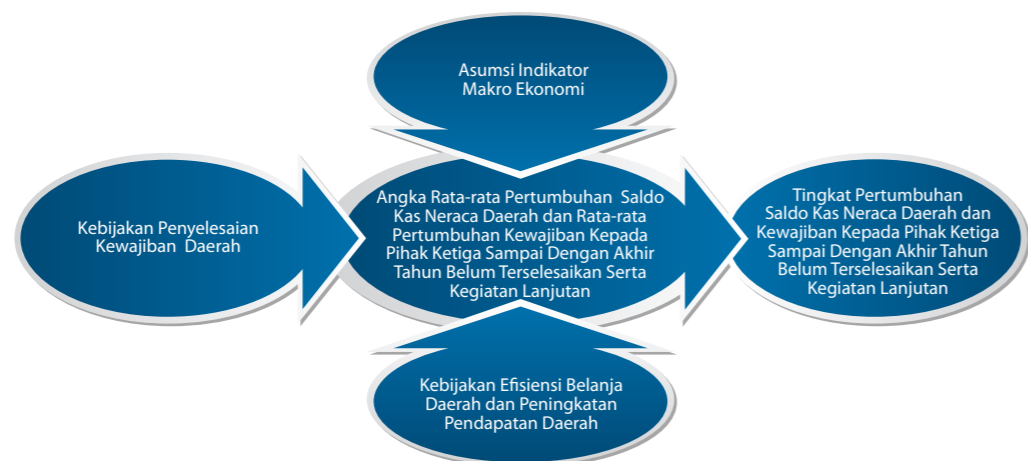 Asumsi Indikator
Makro Ekonomi
Kebijakan Penyelesaian
Kewajiban Daerah
Angka Rata-rata Pertumbuhan Saldo
Kas Neraca Daerah dan Rata-rata
Pertumbuhan Kewajiban Kepada
Pihak Ketiga Sampai Dengan Akhir
Tahun Belum Terselesaikan Serta
Kegiatan Lanjutan
Tingkat Pertumbuhan
Saldo Kas Neraca Daerah dan
Kewajiban Kepada Pihak Ketiga
Sampai Dengan Akhir Tahun
Belum Terselesaikan Serta
Kegiatan Lanjutan
Kebijakan Efisiensi Belanja
Daerah dan Peningkatan
Pendapatan Daerah